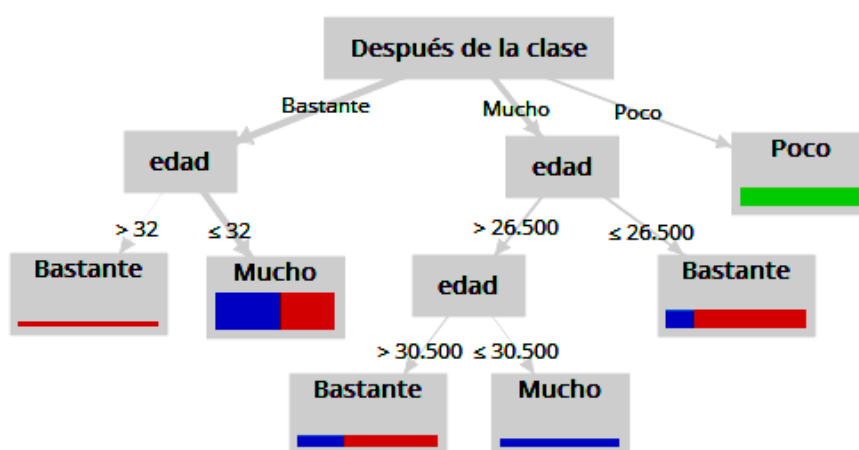 Después de la clase
Bastante
Mucho
Poco
edad
edad
Poco
> 32
≤ 32
> 26.500
≤ 26.500
Bastante
Mucho
edad
Bastante
> 30.500
≤ 30.500
Bastante
Mucho